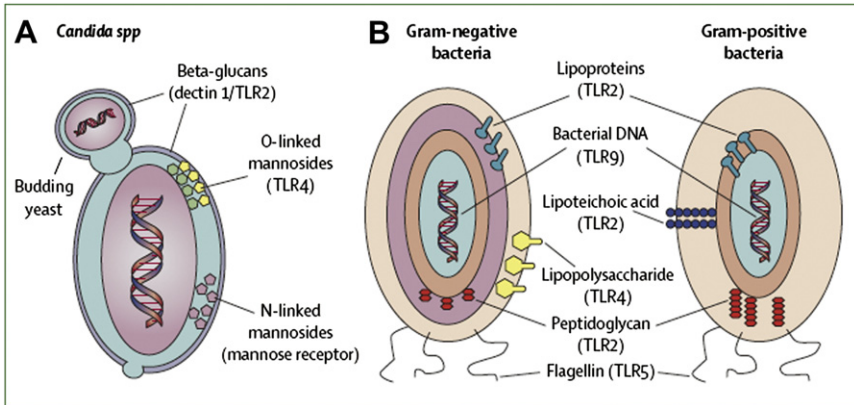 A
Candida spp
Beta-glucans
(dectin 1/TLR2)
O-linked
mannosides
(TLR4)
Budding
yeast
N-linked
mannosides
(mannose receptor)
B
Gram-negative
bacteria
Gram-positive
bacteria
Lipoproteins
(TLR2)
Bacterial DNA
(TLR9)
Lipoteichoic acid
(TLR2)
Lipopolysaccharide
(TLR4)
Peptidoglycan
(TLR2)
Flagellin (TLR5)